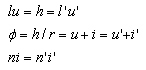 lu = h = l'u'
ϕ = h/r = u + i = u'+i'
ni = n'i'